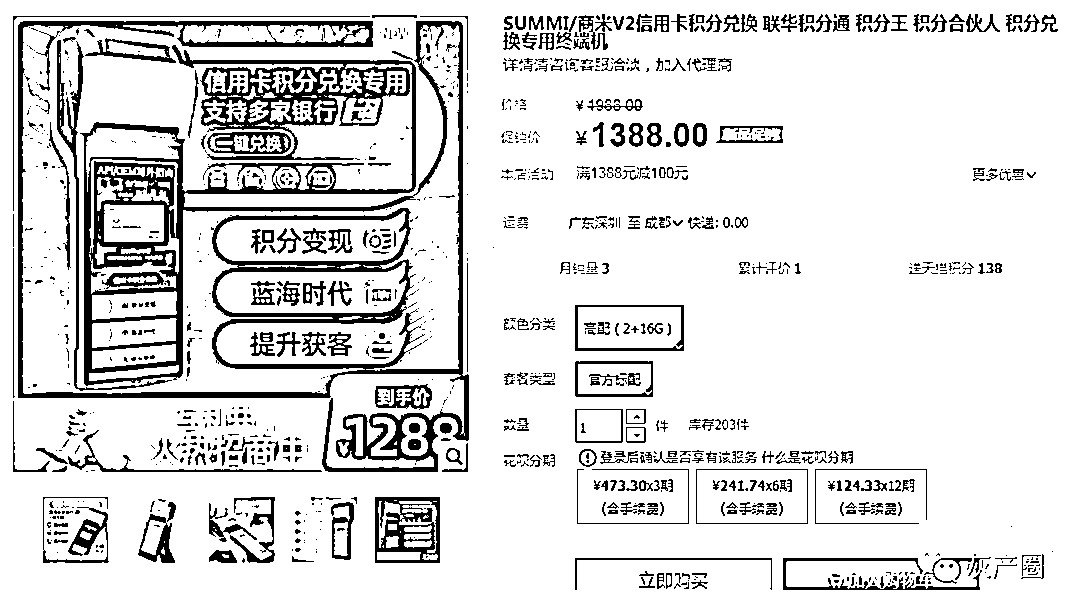 信用卡积分兑换专用
支持多家银行
一键兑换
积分变现
蓝海时代
提升获客
火热招商中
到手价
¥1288
SUMMI/商米V2信用卡积分兑换 联华积分通 积分王 积分合伙人 积分兑
换专用终端机
详情请咨询客服洽谈，加入代理商
价格 ¥1988.00
促销价 ¥1388.00
本店活动 满1388元减100元 更多优惠
运费 广东深圳 至 成都 快递: 0.00
月销量 3 累计评价 1 送天猫积分 138
颜色分类 高配（2+16G）
套餐类型 官方标配
数量 1 件 库存203件
花呗分期 登录后确认是否享有该服务 什么是花呗分期
¥473.30x3期 ¥241.74x6期 ¥124.33x12期
(含手续费) (含手续费) (含手续费)
立即购买 加入购物车
灰产圈